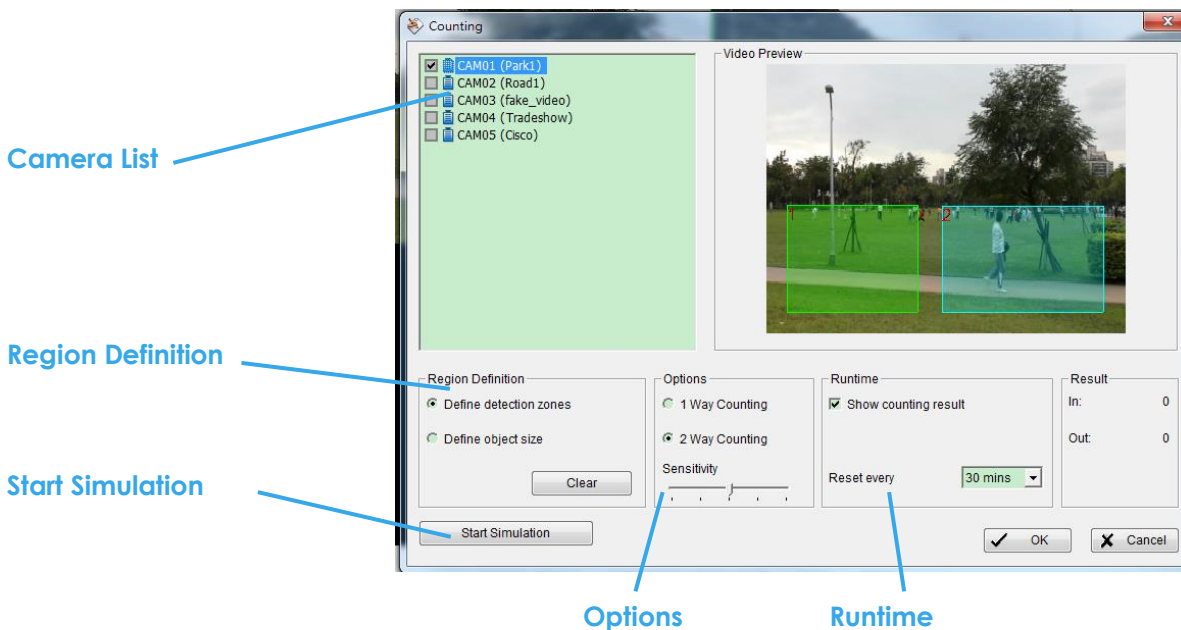 Counting
x
CAM01 (Park1)
CAM02 (Road1)
CAM03 (fake_video)
CAM04 (Tradeshow)
CAM05 (Cisco)
Video Preview
1
2
2
Camera List
Region Definition
Start Simulation
Region Definition
Define detection zones
Define object size
Clear
Start Simulation
Options
1 Way Counting
2 Way Counting
Sensitivity
Runtime
Show counting result
Reset every
30 mins
Result
In: 0
Out: 0
OK
Cancel
Options
Runtime